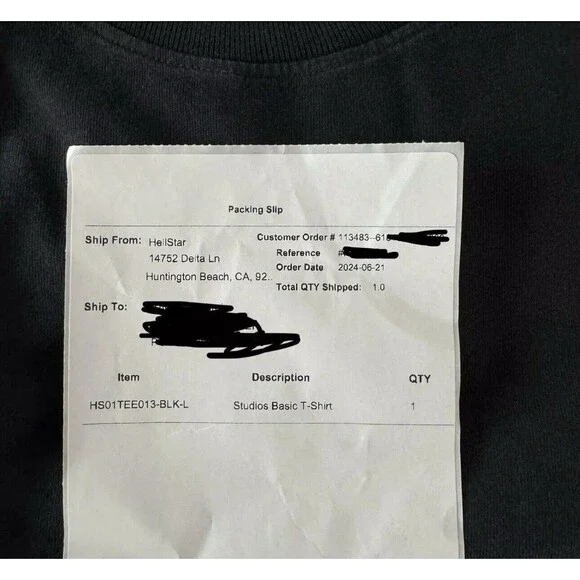 Packing Slip
Ship From: HellStar
14752 Delta Ln
Huntington Beach, CA, 92..
Customer Order # 113483-61
Reference #
Order Date 2024-06-21
Total QTY Shipped: 1.0
Ship To:
Item Description QTY
HS01TEE013-BLK-L Studios Basic T-Shirt 1